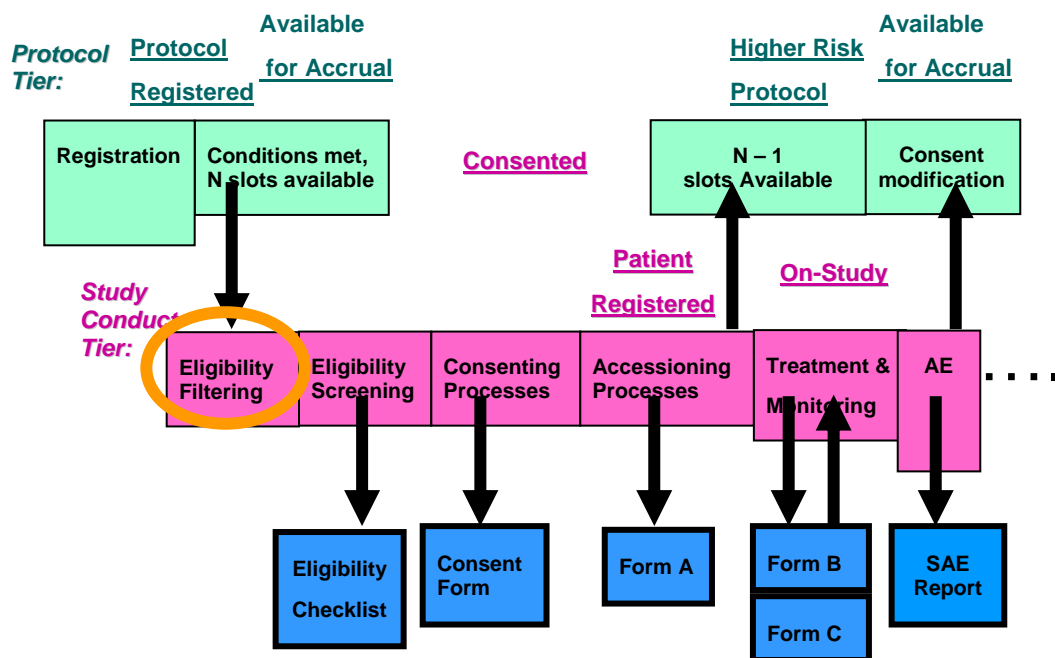 Protocol
Tier:
Protocol
Registered
Available
for Accrual
Higher Risk
Protocol
Available
for Accrual
Registration
Conditions met,
N slots available
Consented
N – 1
slots Available
Consent
modification
Patient
Registered
On-Study
Study
Conduct
Tier:
Eligibility
Filtering
Eligibility
Screening
Consenting
Processes
Accessioning
Processes
Treatment &
Monitoring
AE
Eligibility
Checklist
Consent
Form
Form A
Form B
Form C
SAE
Report